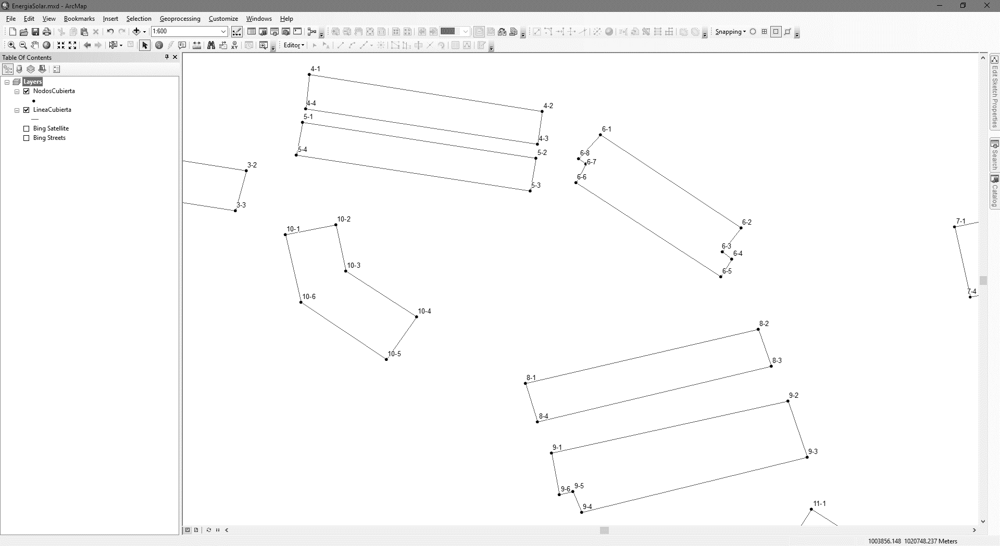 EnergiaSolar.mxd - ArcMap
File Edit View Bookmarks Insert Selection Geoprocessing Customize Windows Help
1:600 100% Snapping
Editor
Table Of Contents
Layers
NodosCubierta
LineaCubierta
Bing Satellite
Bing Streets
4-1
4-4
4-2
5-1
6-1
4-3
5-4
5-2
6-8
6-7
3-2
6-6
5-3
3-3
10-2
6-2
7-1
10-1
6-3
6-4
10-3
6-5
7-4
10-6
10-4
8-2
10-5
8-3
8-1
9-2
8-4
9-1
9-3
9-6
9-5
9-4
11-1
Edit Sketch Properties
Search
Catalog
1003856.148 1020748.237 Meters